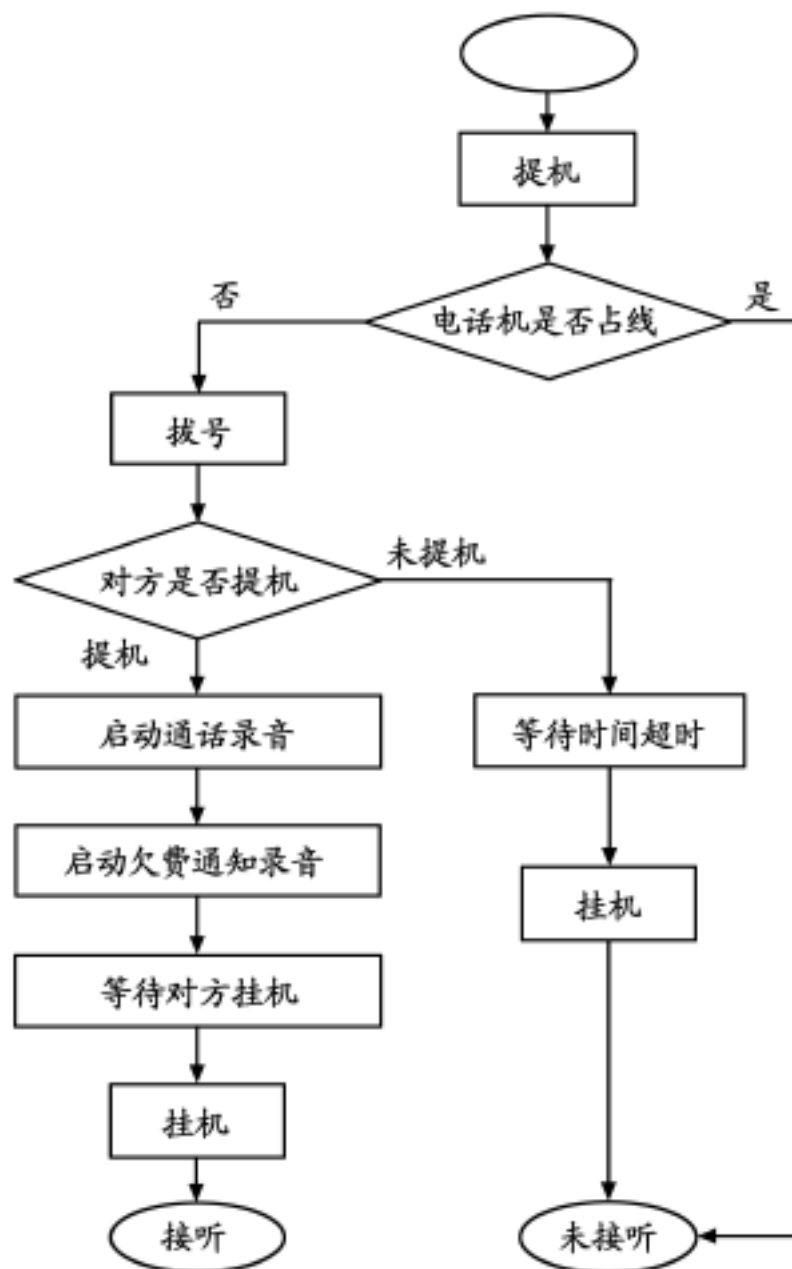 提机
电话机是否占线
否
是
拔号
对方是否提机
未提机
提机
启动通话录音
等待时间超时
启动欠费通知录音
挂机
等待对方挂机
挂机
接听
未接听